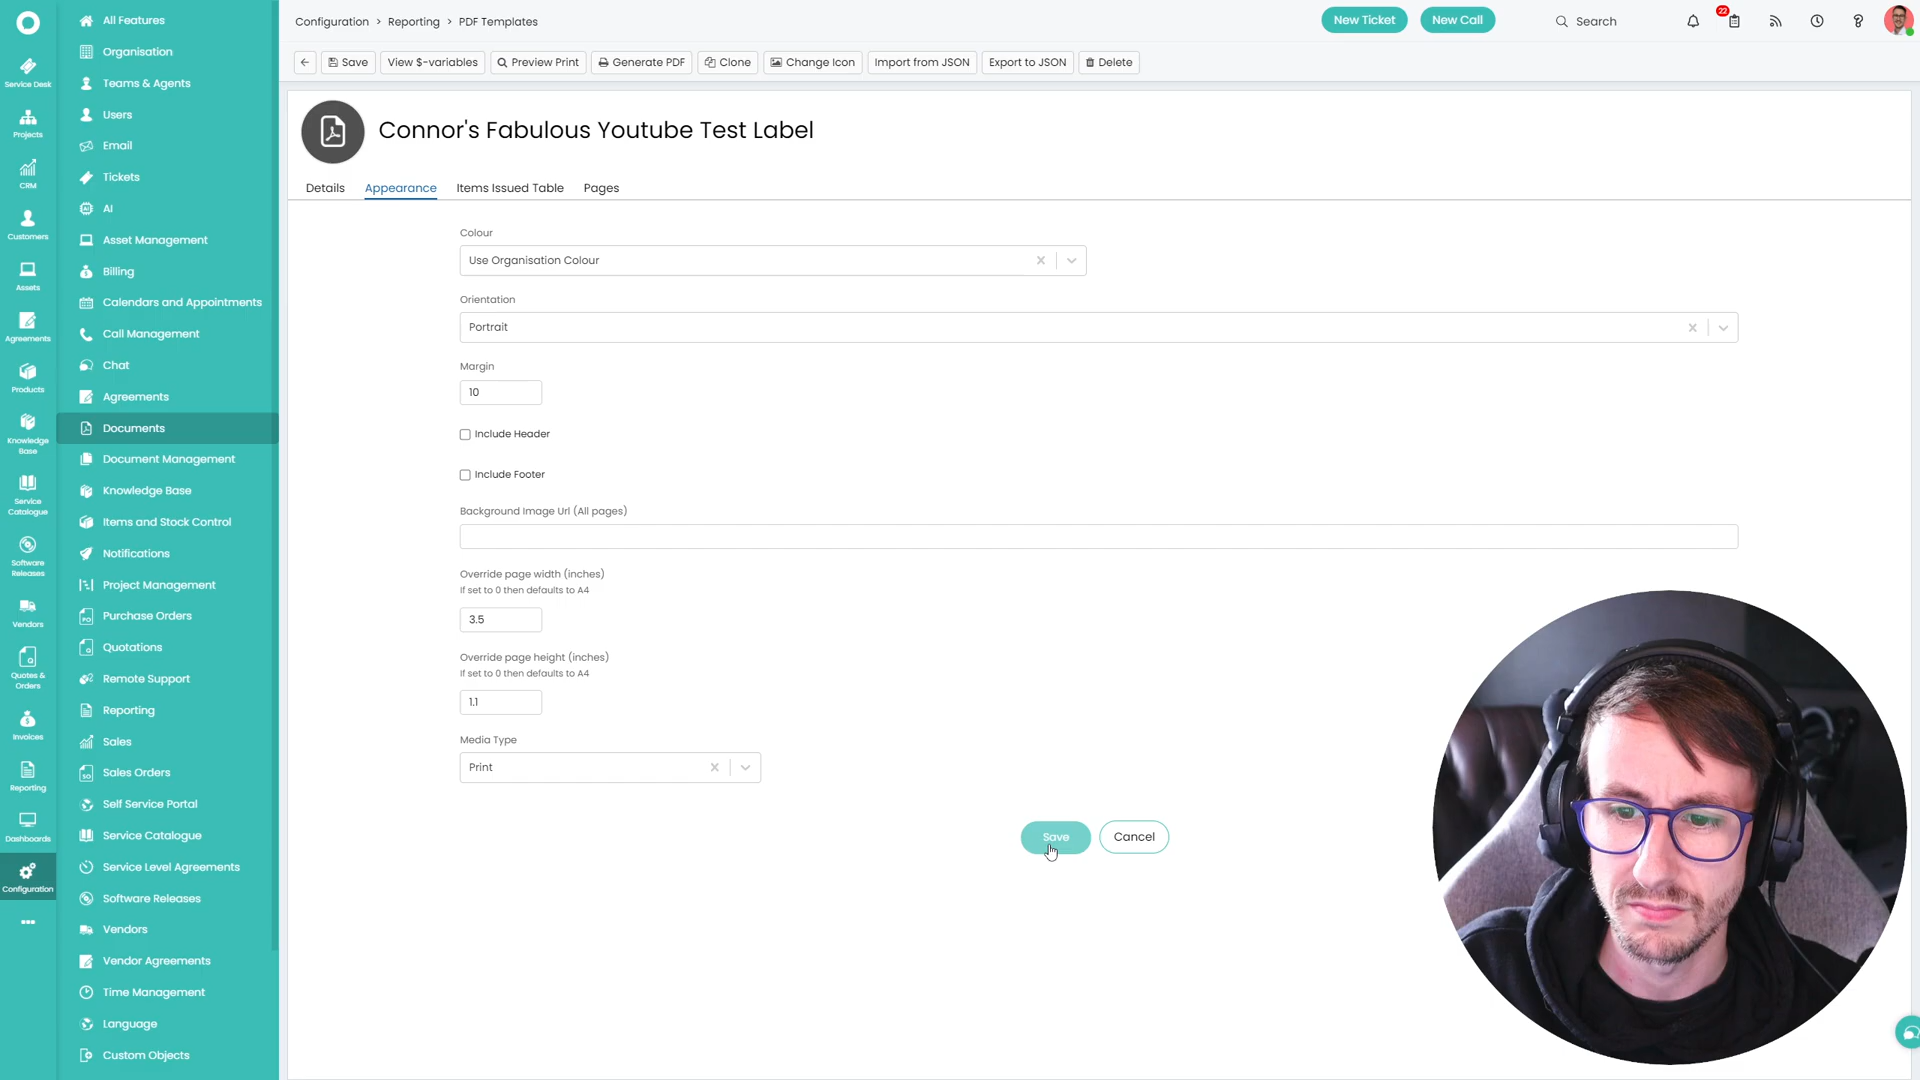 Configuration > Reporting > PDF Templates
New Ticket
New Call
Search
22
Save
View $-variables
Preview Print
Generate PDF
Clone
Change Icon
Import from JSON
Export to JSON
Delete
Service Desk
Projects
CRM
Customers
Assets
Agreements
Products
Knowledge
Base
Service
Catalogue
Software
Releases
Vendors
Quotes &
Orders
Invoices
Reporting
Dashboards
Configuration
All Features
Organisation
Teams & Agents
Users
Email
Tickets
AI
Asset Management
Billing
Calendars and Appointments
Call Management
Chat
Agreements
Documents
Document Management
Knowledge Base
Items and Stock Control
Notifications
Project Management
Purchase Orders
Quotations
Remote Support
Reporting
Sales
Sales Orders
Self Service Portal
Service Catalogue
Service Level Agreements
Software Releases
Vendors
Vendor Agreements
Time Management
Language
Custom Objects
Connor's Fabulous Youtube Test Label
Details
Appearance
Items Issued Table
Pages
Colour
Use Organisation Colour
Orientation
Portrait
Margin
10
Include Header
Include Footer
Background Image Url (All pages)
Override page width (inches)
If set to 0 then defaults to A4
3.5
Override page height (inches)
If set to 0 then defaults to A4
1.1
Media Type
Print
Save
Cancel